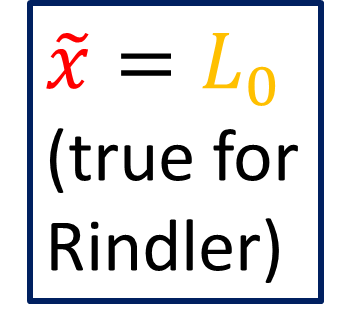 x̃ = L₀
(true for
Rindler)